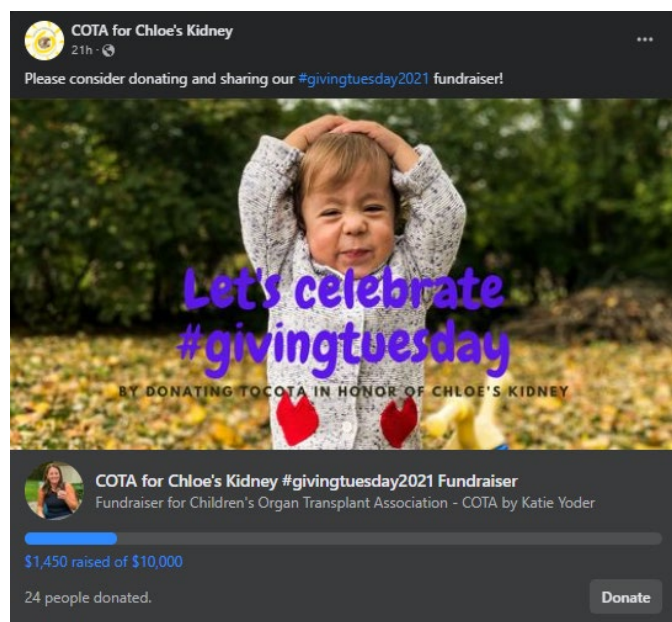 COTA for Chloe's Kidney
21h ·
Please consider donating and sharing our #givingtuesday2021 fundraiser!
Let's celebrate
#givingtuesday
BY DONATING TOCOTA IN HONOR OF CHLOE'S KIDNEY
COTA for Chloe's Kidney #givingtuesday2021 Fundraiser
Fundraiser for Children's Organ Transplant Association - COTA by Katie Yoder
$1,450 raised of $10,000
24 people donated.
Donate